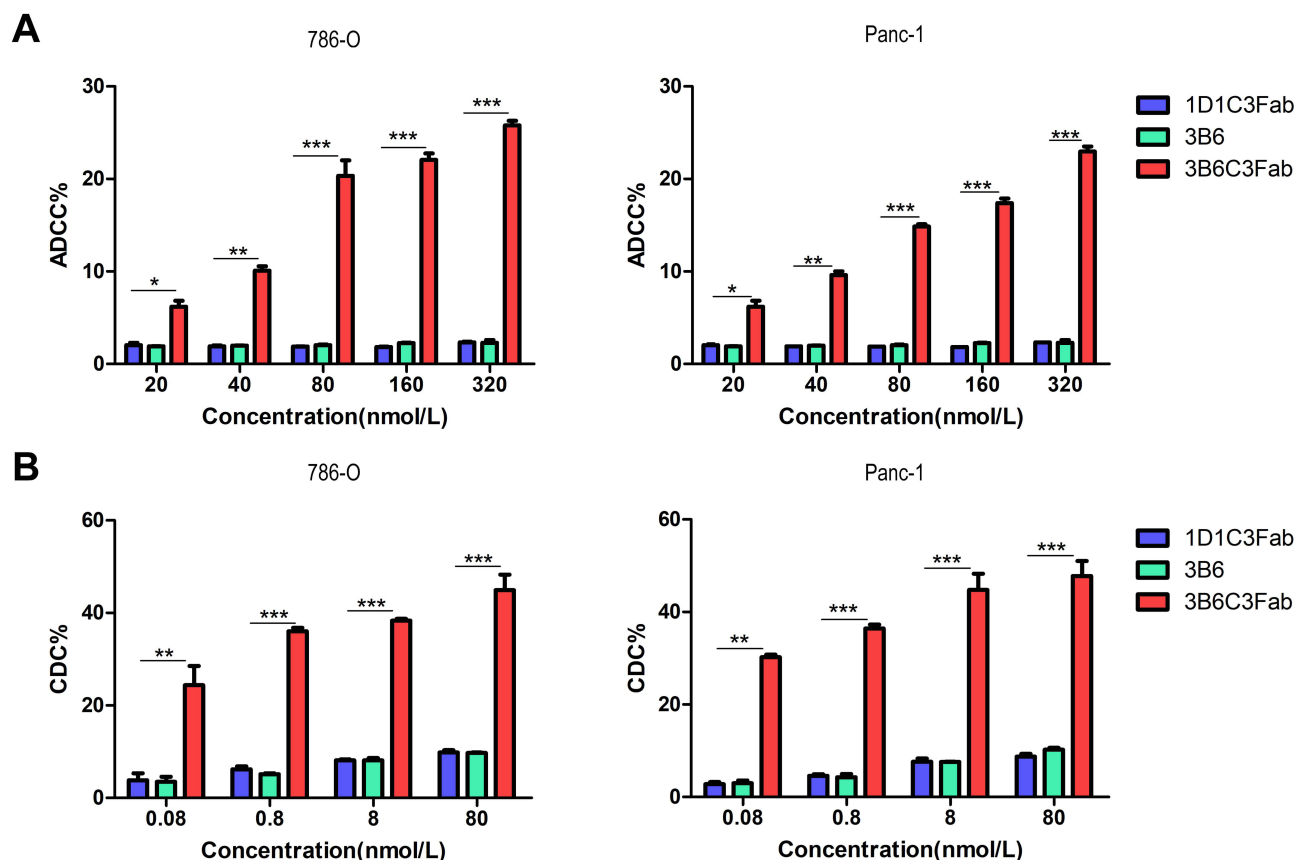 A
786-O
Panc-1
ADCC%
30
20
10
0
*
**
***
***
***
20 40 80 160 320
Concentration(nmol/L)
ADCC%
30
20
10
0
*
**
***
***
***
20 40 80 160 320
Concentration(nmol/L)
1D1C3Fab
3B6
3B6C3Fab
B
786-O
Panc-1
CDC%
60
40
20
0
**
***
***
***
0.08 0.8 8 80
Concentration(nmol/L)
CDC%
60
40
20
0
**
***
***
***
0.08 0.8 8 80
Concentration(nmol/L)
1D1C3Fab
3B6
3B6C3Fab